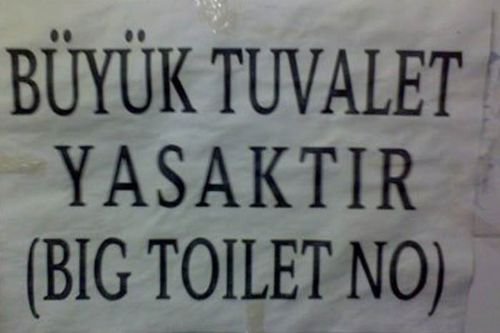 BÜYÜK TUVALET
YASAKTIR
(BIG TOILET NO)